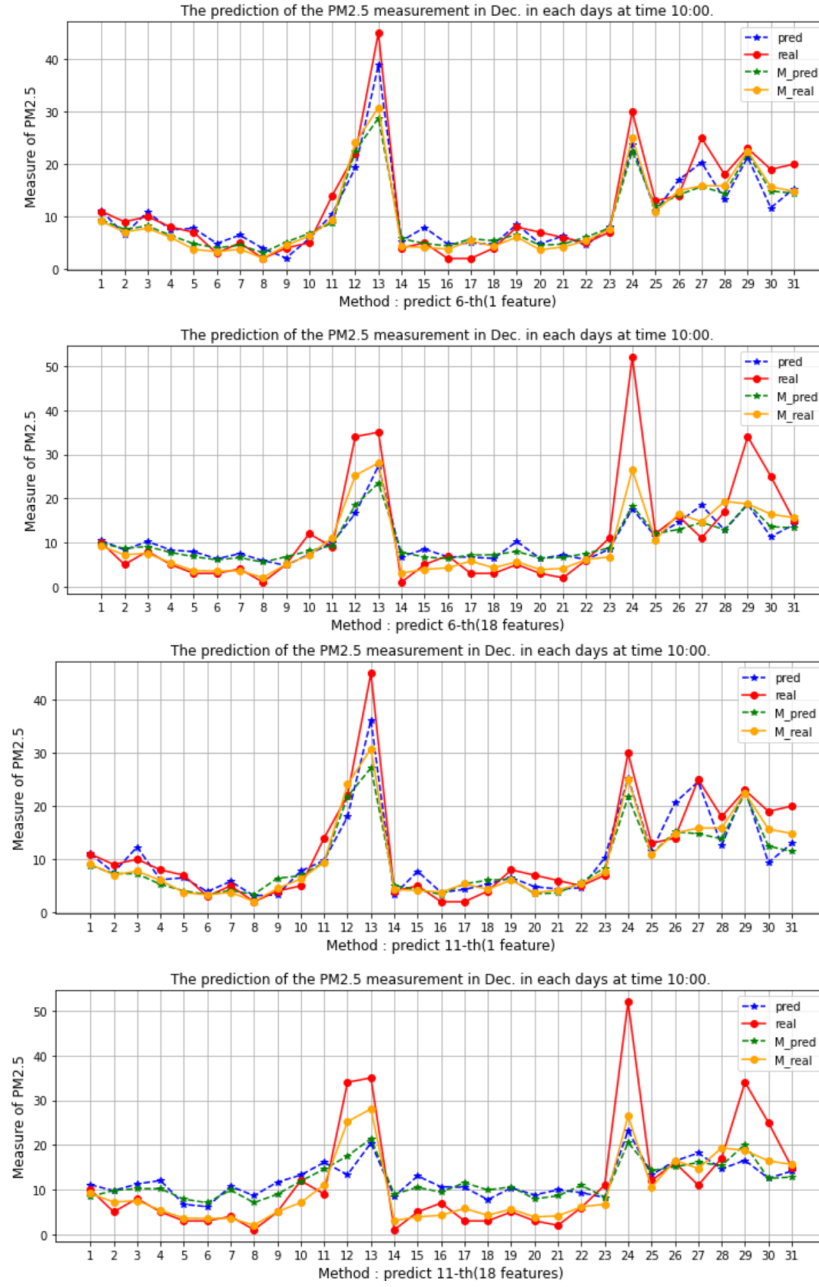 The prediction of the PM2.5 measurement in Dec. in each days at time 10:00.
pred
real
M_pred
M_real
Measure of PM2.5
40
30
20
10
0
1 2 3 4 5 6 7 8 9 10 11 12 13 14 15 16 17 18 19 20 21 22 23 24 25 26 27 28 29 30 31
Method : predict 6-th(1 feature)
The prediction of the PM2.5 measurement in Dec. in each days at time 10:00.
pred
real
M_pred
M_real
Measure of PM2.5
50
40
30
20
10
0
1 2 3 4 5 6 7 8 9 10 11 12 13 14 15 16 17 18 19 20 21 22 23 24 25 26 27 28 29 30 31
Method : predict 6-th(18 features)
The prediction of the PM2.5 measurement in Dec. in each days at time 10:00.
pred
real
M_pred
M_real
Measure of PM2.5
40
30
20
10
0
1 2 3 4 5 6 7 8 9 10 11 12 13 14 15 16 17 18 19 20 21 22 23 24 25 26 27 28 29 30 31
Method : predict 11-th(1 feature)
The prediction of the PM2.5 measurement in Dec. in each days at time 10:00.
pred
real
M_pred
M_real
Measure of PM2.5
50
40
30
20
10
0
1 2 3 4 5 6 7 8 9 10 11 12 13 14 15 16 17 18 19 20 21 22 23 24 25 26 27 28 29 30 31
Method : predict 11-th(18 features)